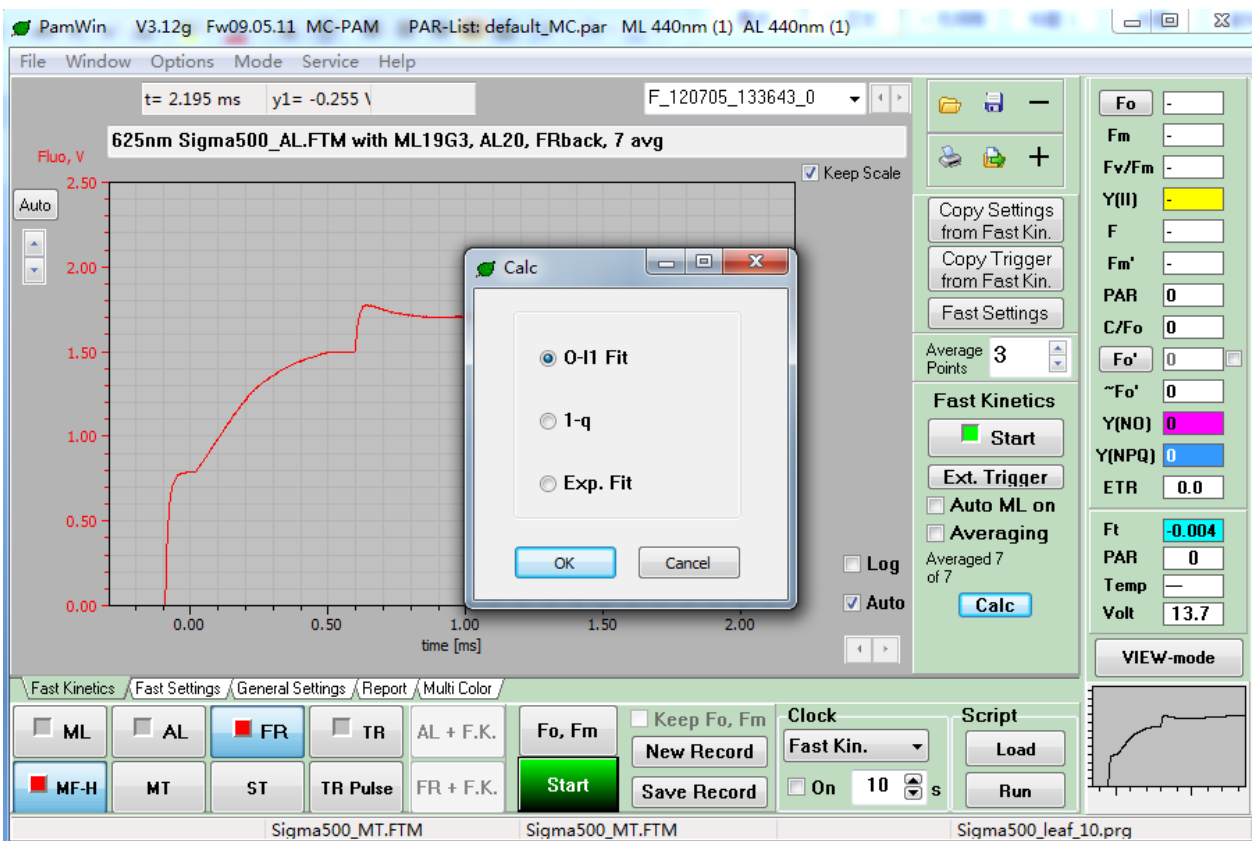 PamWin V3.12g Fw09.05.11 MC-PAM PAR-List: default_MC.par ML 440nm (1) AL 440nm (1)
File Window Options Mode Service Help
t= 2.195 ms y1= -0.255 V
F_120705_133643_0
625nm Sigma500_AL.FTM with ML19G3, AL20, FRback, 7 avg
Fluo, V
Keep Scale
Auto
2.50
2.00
1.50
1.00
0.50
0.00
0.00 0.50 1.00 1.50 2.00
time [ms]
Log
Auto
Calc
O-I1 Fit
1-q
Exp. Fit
OK Cancel
Copy Settings
from Fast Kin.
Copy Trigger
from Fast Kin.
Fast Settings
Average
Points
3
Fast Kinetics
Start
Ext. Trigger
Auto ML on
Averaging
Averaged 7
of 7
Calc
Fo -
Fm -
Fv/Fm -
Y(II) -
F -
Fm' -
PAR 0
C/Fo 0
Fo' 0
~Fo' 0
Y(NO) 0
Y(NPQ) 0
ETR 0.0
Ft -0.004
PAR 0
Temp —
Volt 13.7
VIEW-mode
Fast Kinetics Fast Settings General Settings Report Multi Color
ML AL FR TR AL + F.K.
MF-H MT ST TR Pulse FR + F.K.
Fo, Fm
Start
Keep Fo, Fm
New Record
Save Record
Clock
Fast Kin.
On 10 s
Script
Load
Run
Sigma500_MT.FTM Sigma500_MT.FTM Sigma500_leaf_10.prg